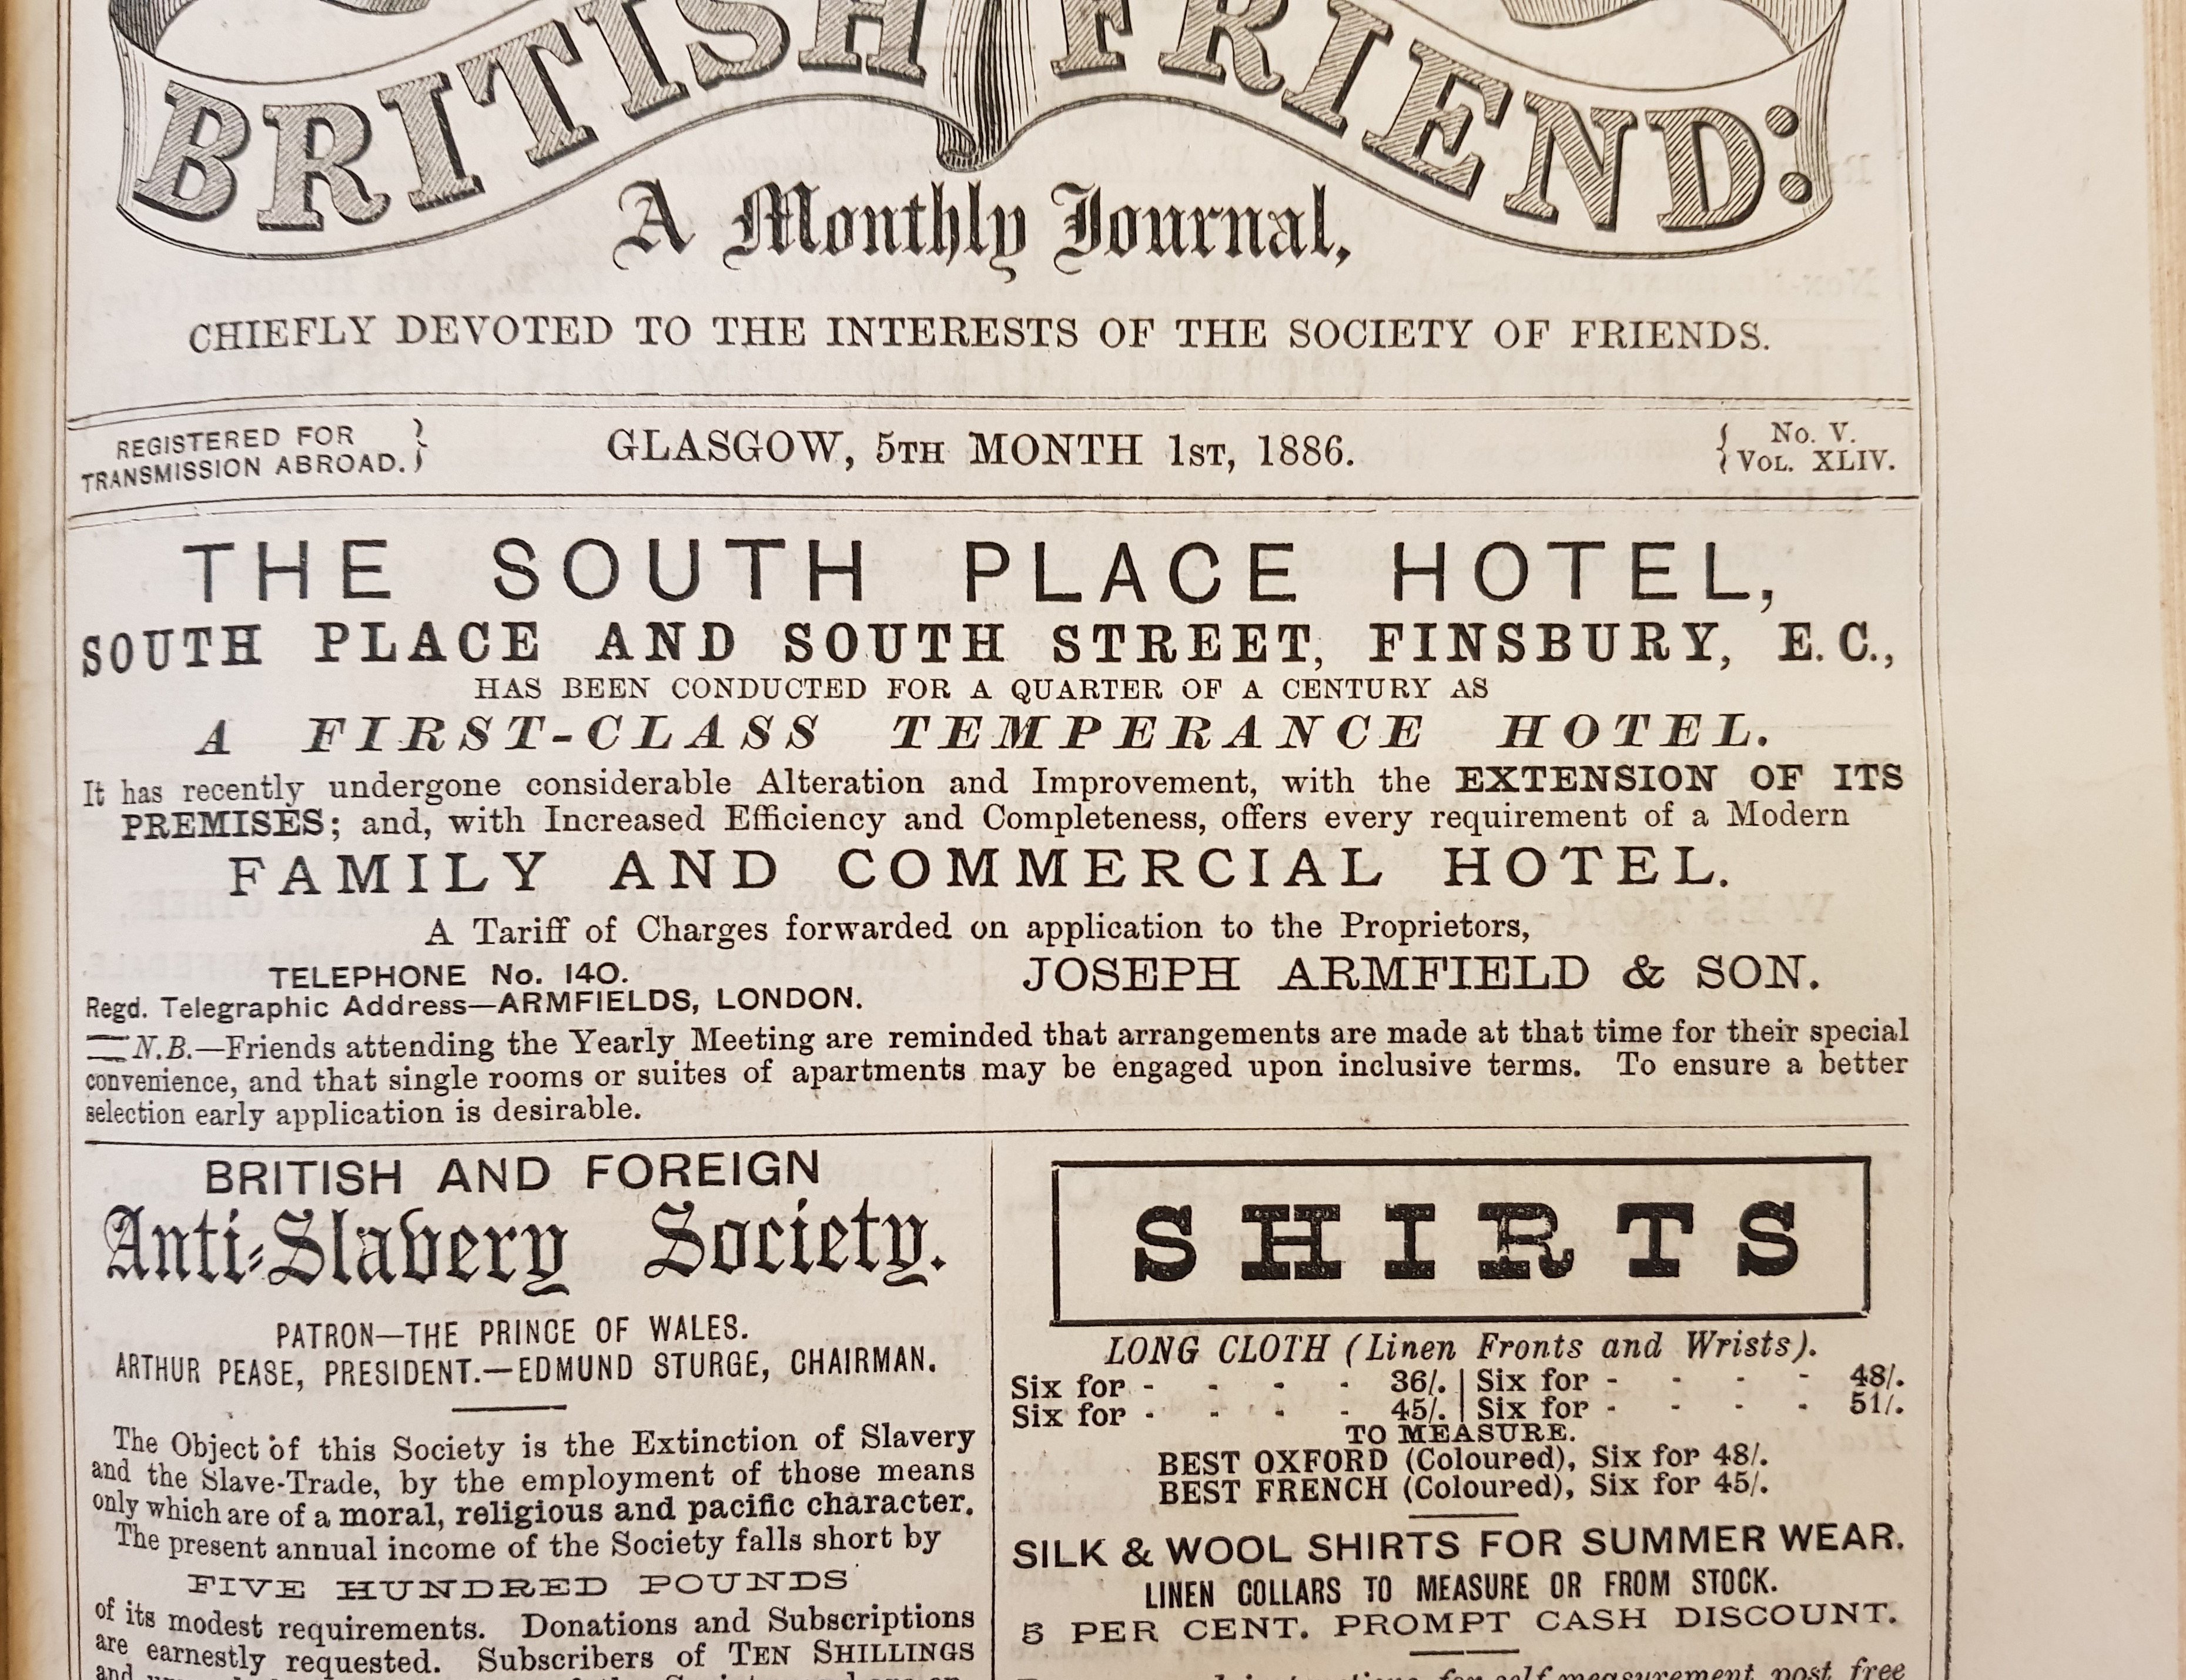 BRITISH FRIEND:
A Monthly Journal,
CHIEFLY DEVOTED TO THE INTERESTS OF THE SOCIETY OF FRIENDS.
REGISTERED FOR
TRANSMISSION ABROAD.
GLASGOW, 5TH MONTH 1ST, 1886.
No. V.
VOL. XLIV.
THE SOUTH PLACE HOTEL,
SOUTH PLACE AND SOUTH STREET, FINSBURY, E.C.,
HAS BEEN CONDUCTED FOR A QUARTER OF A CENTURY AS
A FIRST-CLASS TEMPERANCE HOTEL.
It has recently undergone considerable Alteration and Improvement, with the EXTENSION OF ITS
PREMISES; and, with Increased Efficiency and Completeness, offers every requirement of a Modern
FAMILY AND COMMERCIAL HOTEL.
A Tariff of Charges forwarded on application to the Proprietors,
TELEPHONE No. 140.
Regd. Telegraphic Address—ARMFIELDS, LONDON.
JOSEPH ARMFIELD & SON.
N.B.—Friends attending the Yearly Meeting are reminded that arrangements are made at that time for their special
convenience, and that single rooms or suites of apartments may be engaged upon inclusive terms. To ensure a better
selection early application is desirable.
BRITISH AND FOREIGN
Anti-Slavery Society.
PATRON—THE PRINCE OF WALES.
ARTHUR PEASE, PRESIDENT.—EDMUND STURGE, CHAIRMAN.
The Object of this Society is the Extinction of Slavery
and the Slave-Trade, by the employment of those means
only which are of a moral, religious and pacific character.
The present annual income of the Society falls short by
FIVE HUNDRED POUNDS
of its modest requirements. Donations and Subscriptions
are earnestly requested. Subscribers of TEN SHILLINGS
and
SHIRTS
LONG CLOTH (Linen Fronts and Wrists).
Six for - - - - 36/. | Six for - - - - 48/.
Six for - - - - 45/. | Six for - - - - 51/.
TO MEASURE.
BEST OXFORD (Coloured), Six for 48/.
BEST FRENCH (Coloured), Six for 45/.
SILK & WOOL SHIRTS FOR SUMMER WEAR.
LINEN COLLARS TO MEASURE OR FROM STOCK.
5 PER CENT. PROMPT CASH DISCOUNT.
for self-measurement post free